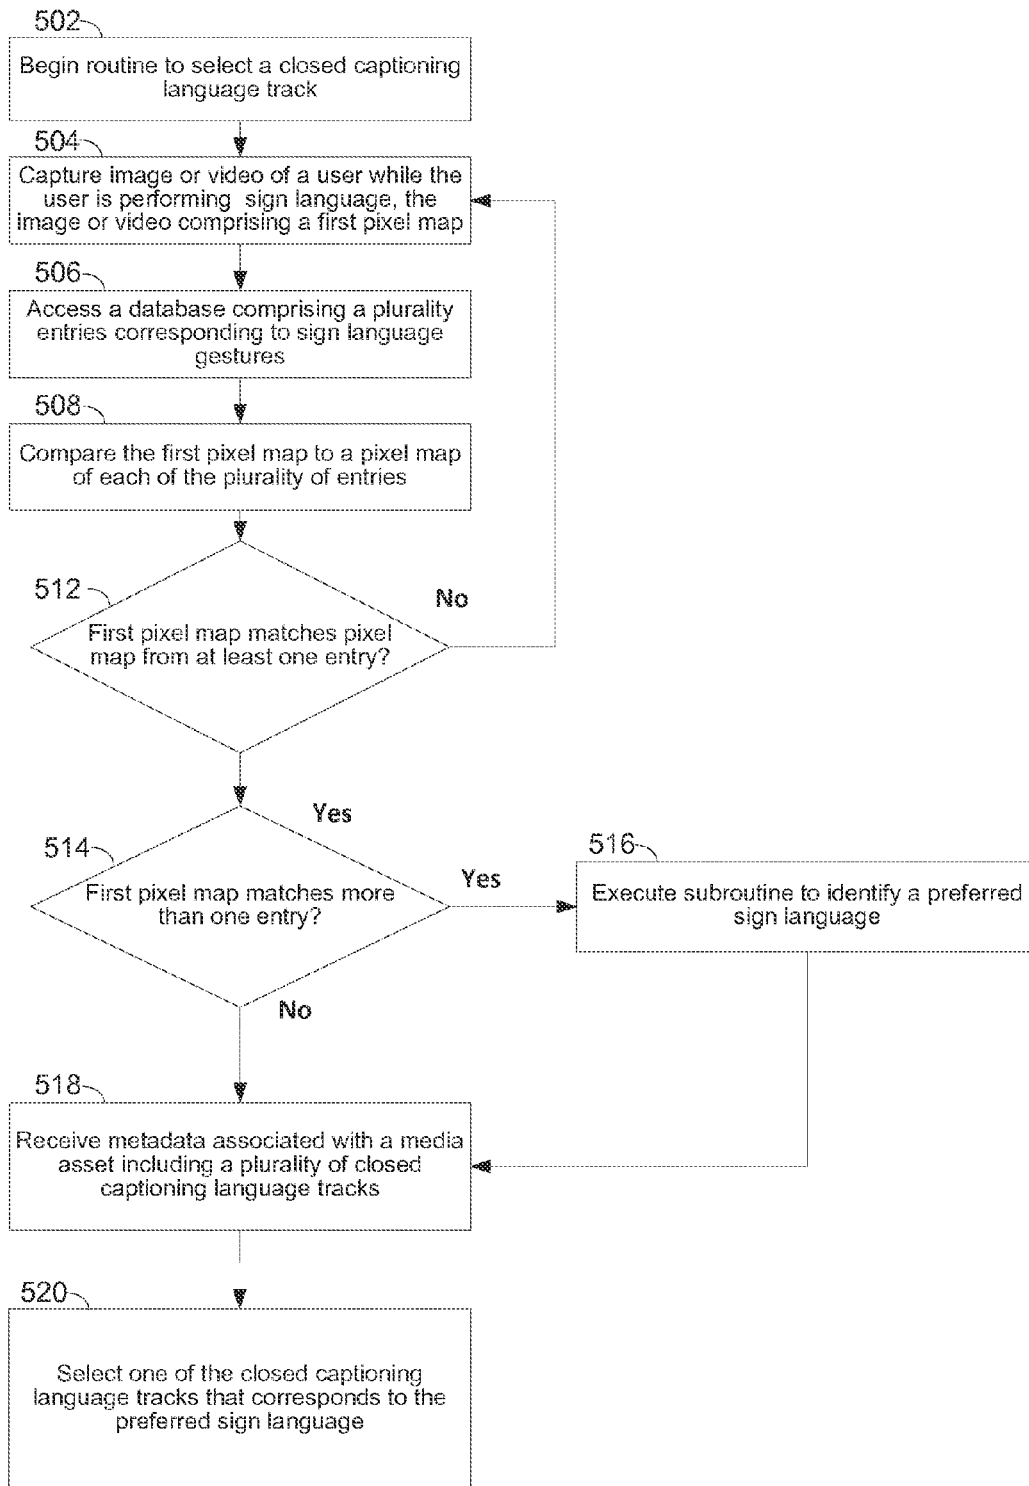 502
Begin routine to select a closed captioning
language track
504
Capture image or video of a user while the
user is performing sign language, the
image or video comprising a first pixel map
506
Access a database comprising a plurality
entries corresponding to sign language
gestures
508
Compare the first pixel map to a pixel map
of each of the plurality of entries
512
No
First pixel map matches pixel
map from at least one entry?
Yes
514
First pixel map matches more
than one entry?
Yes
516
Execute subroutine to identify a preferred
sign language
No
518
Receive metadata associated with a media
asset including a plurality of closed
captioning language tracks
520
Select one of the closed captioning
language tracks that corresponds to the
preferred sign language